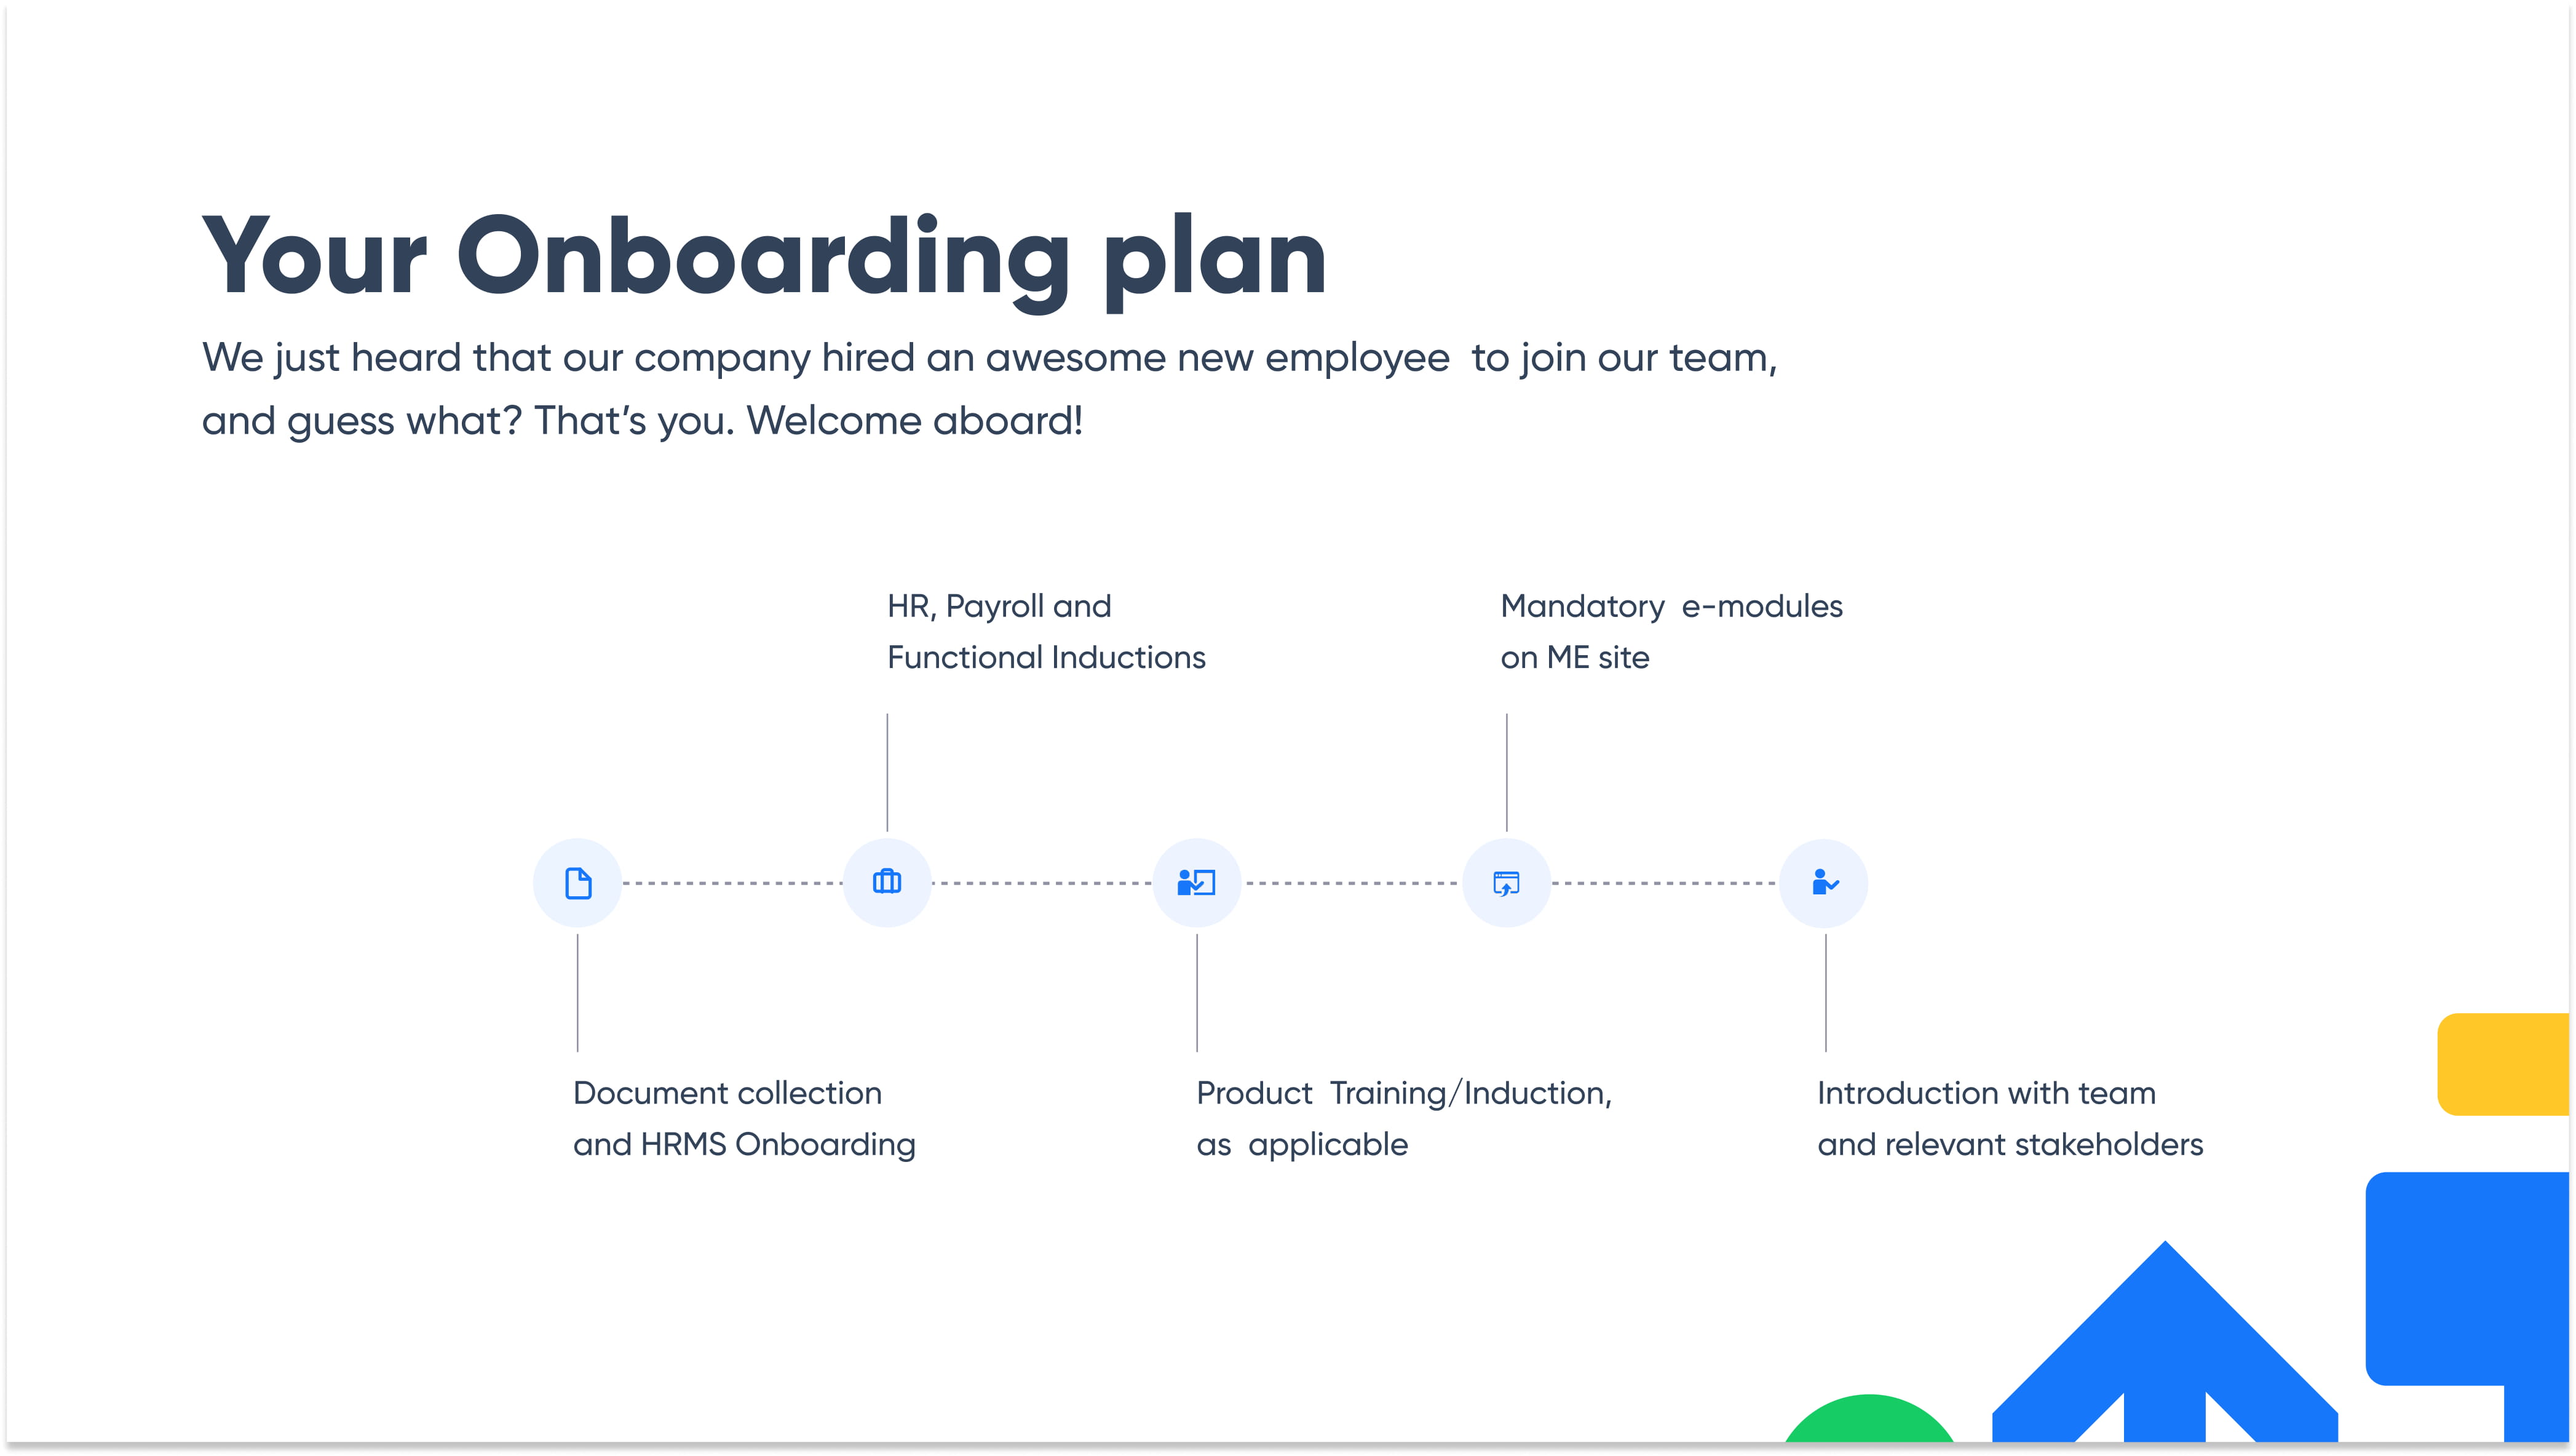 Your Onboarding plan
We just heard that our company hired an awesome new employee  to join our team,
and guess what? That’s you. Welcome aboard!
HR, Payroll and
Functional Inductions
Mandatory  e-modules
on ME site
Document collection
and HRMS Onboarding
Product  Training/Induction,
as  applicable
Introduction with team
and relevant stakeholders